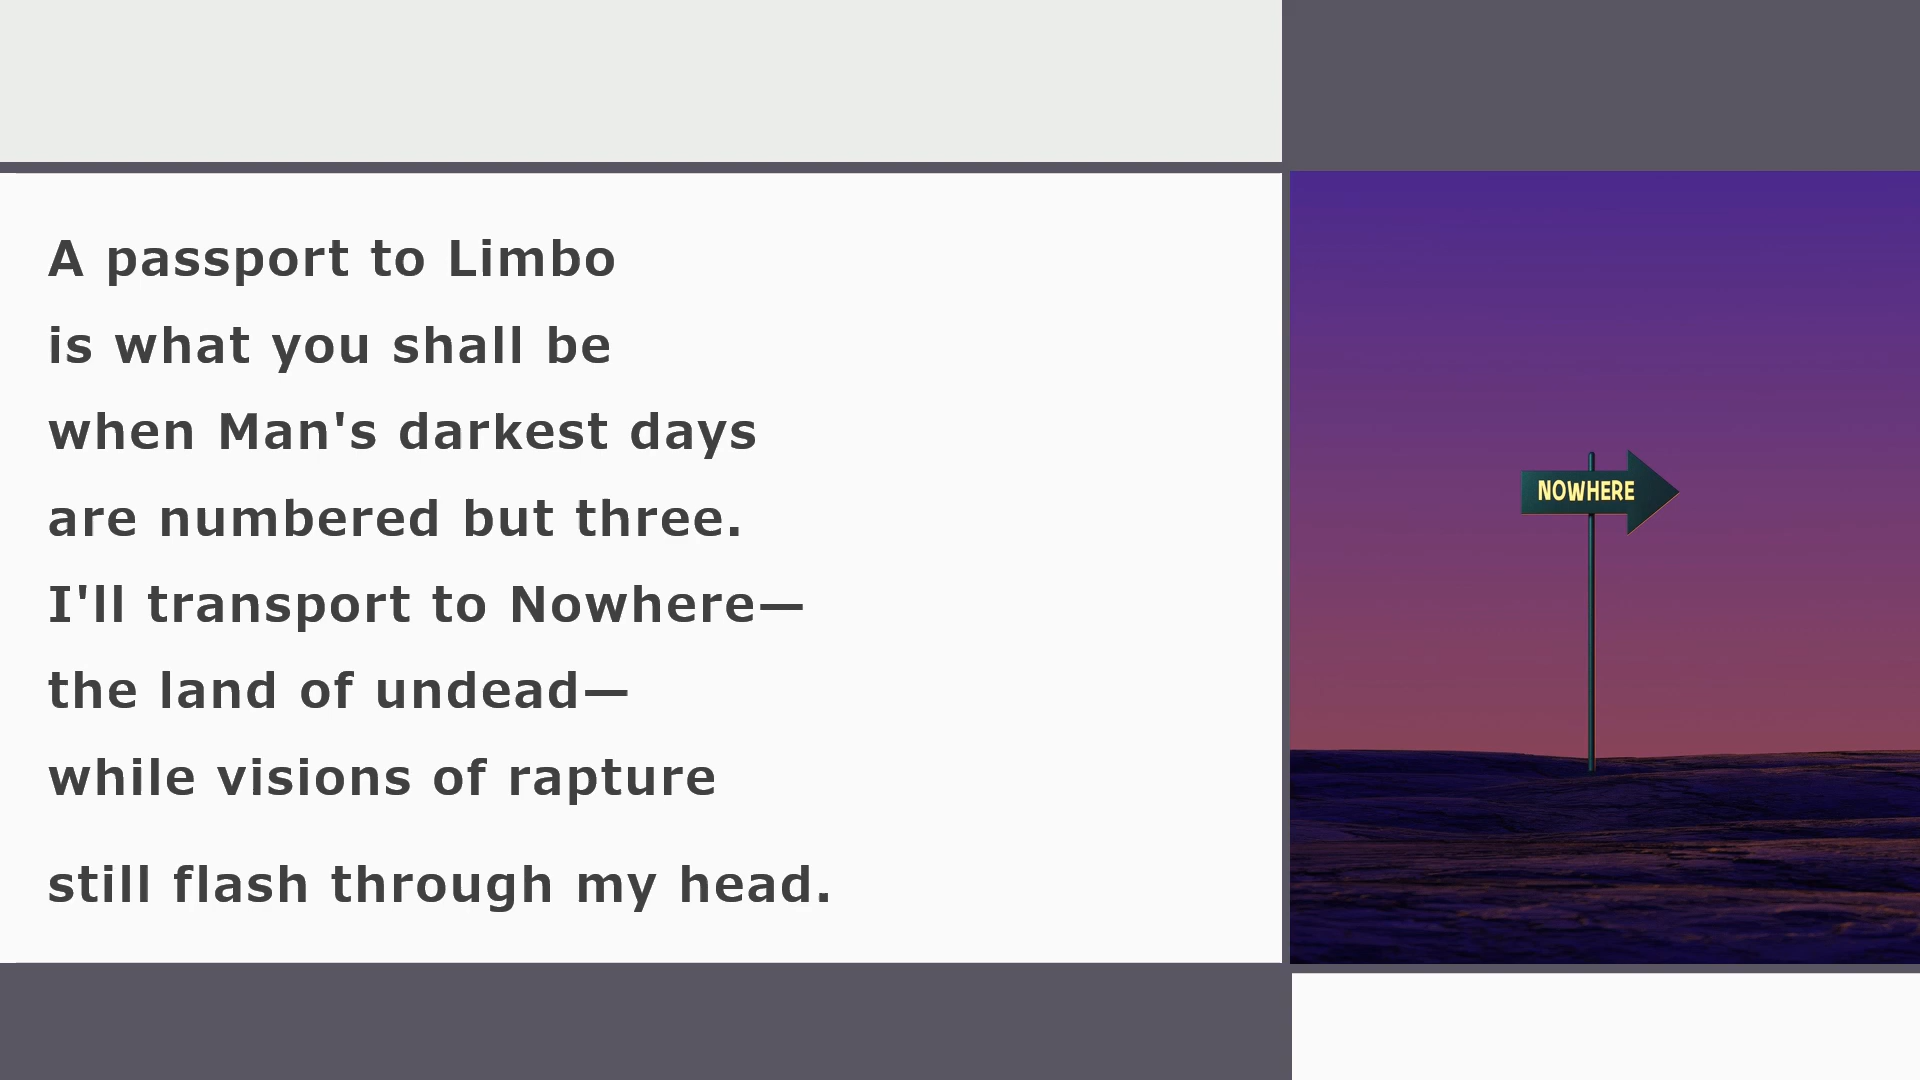 A passport to Limbo
is what you shall be
when Man's darkest days
are numbered but three.
I'll transport to Nowhere—
the land of undead—
while visions of rapture
still flash through my head.
NOWHERE